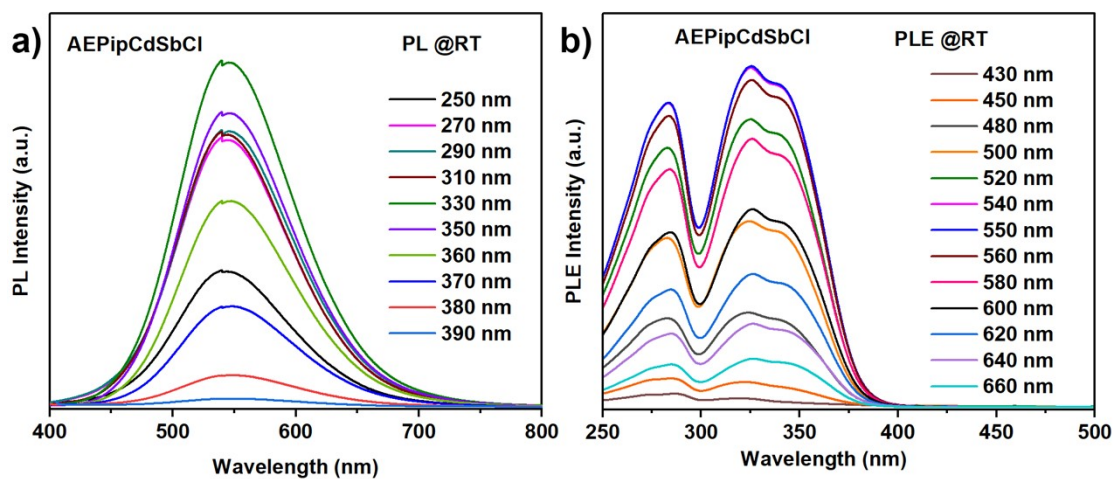 a)
AEPipCdSbCl
PL @RT
250 nm
270 nm
290 nm
310 nm
330 nm
350 nm
360 nm
370 nm
380 nm
390 nm
PL Intensity (a.u.)
400 500 600 700 800
Wavelength (nm)
b)
AEPipCdSbCl
PLE @RT
430 nm
450 nm
480 nm
500 nm
520 nm
540 nm
550 nm
560 nm
580 nm
600 nm
620 nm
640 nm
660 nm
PLE Intensity (a.u.)
250 300 350 400 450 500
Wavelength (nm)